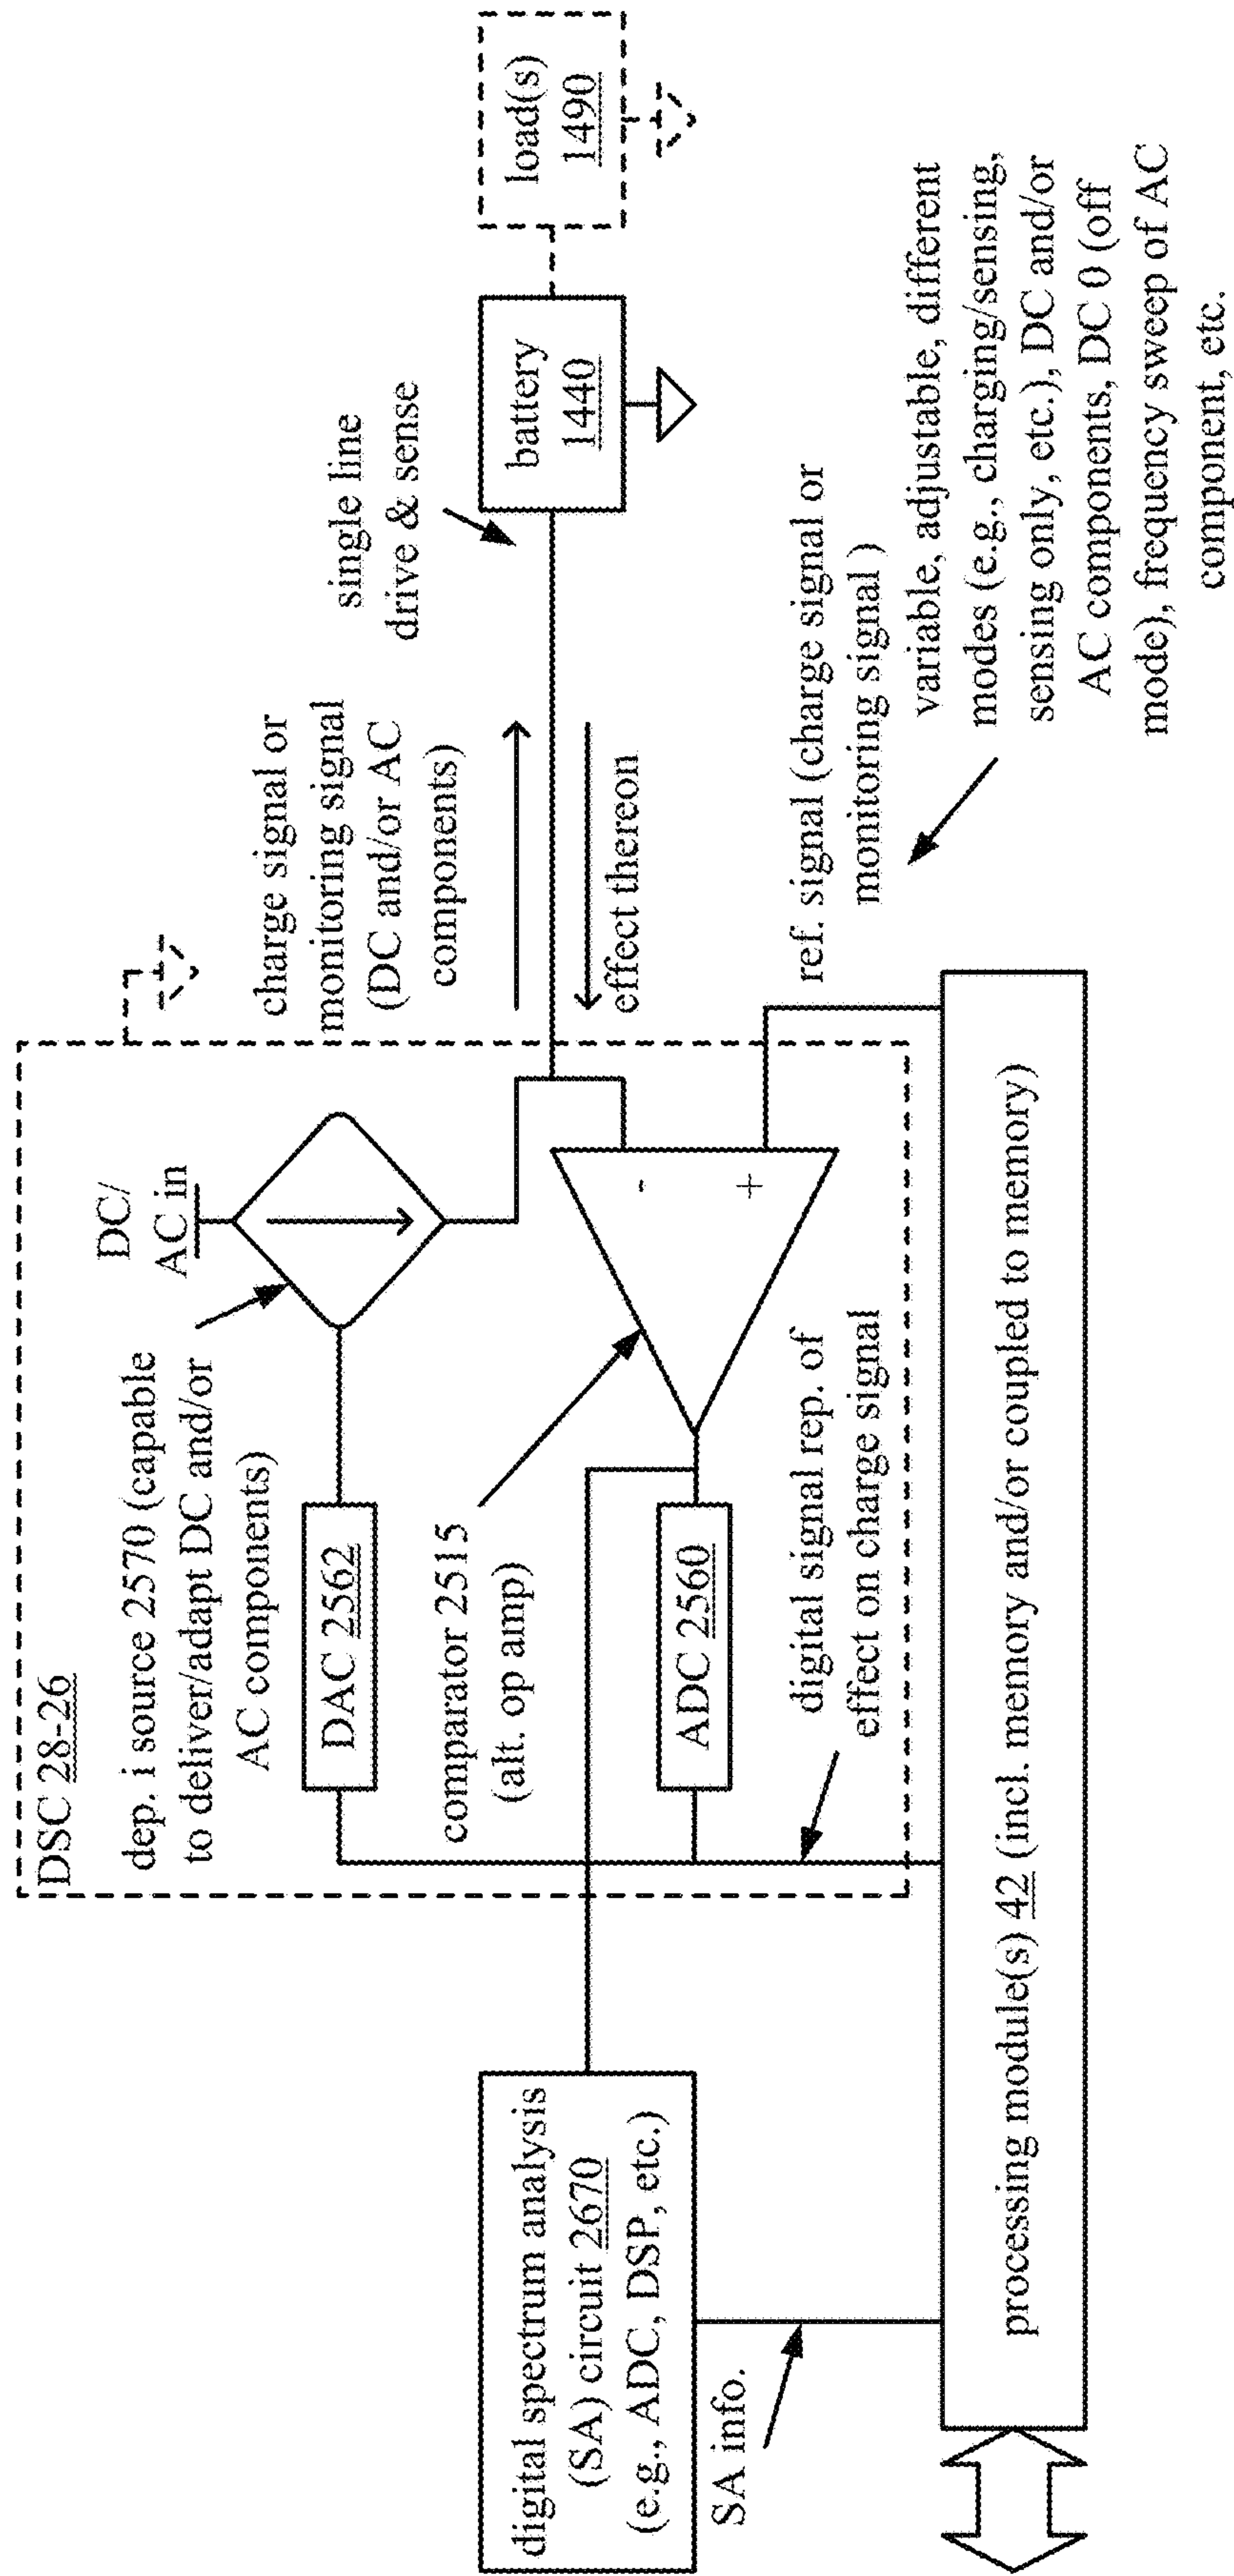 DSC 28-26
DC/
AC in
dep. i source 2570 (capable
to deliver/adapt DC and/or
AC components)
DAC 2562
comparator 2515
(alt. op amp)
-
+
ADC 2560
digital signal rep. of
effect on charge signal
charge signal or
monitoring signal
(DC and/or AC
components)
effect thereon
single line
drive & sense
battery
1440
load(s)
1490
ref. signal (charge signal or
monitoring signal )
variable, adjustable, different
modes (e.g., charging/sensing,
sensing only, etc.), DC and/or
AC components, DC 0 (off
mode), frequency sweep of AC
component, etc.
digital spectrum analysis
(SA) circuit 2670
(e.g., ADC, DSP, etc.)
SA info.
processing module(s) 42 (incl. memory and/or coupled to memory)